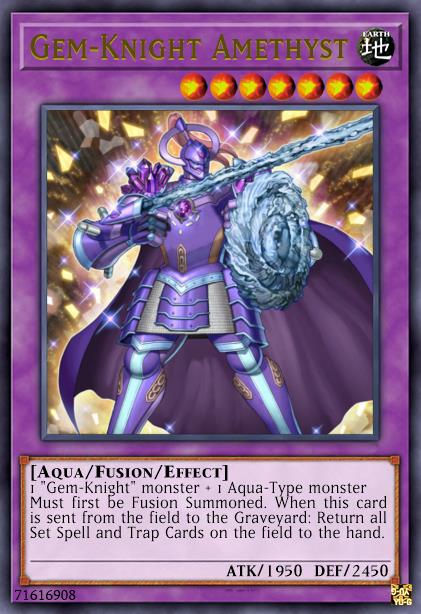 Gem-Knight Amethyst
EARTH
地
[Aqua/Fusion/Effect]
1 "Gem-Knight" monster + 1 Aqua-Type monster
Must first be Fusion Summoned. When this card
is sent from the field to the Graveyard: Return all
Set Spell and Trap Cards on the field to the hand.
ATK/1950 DEF/2450
71616908